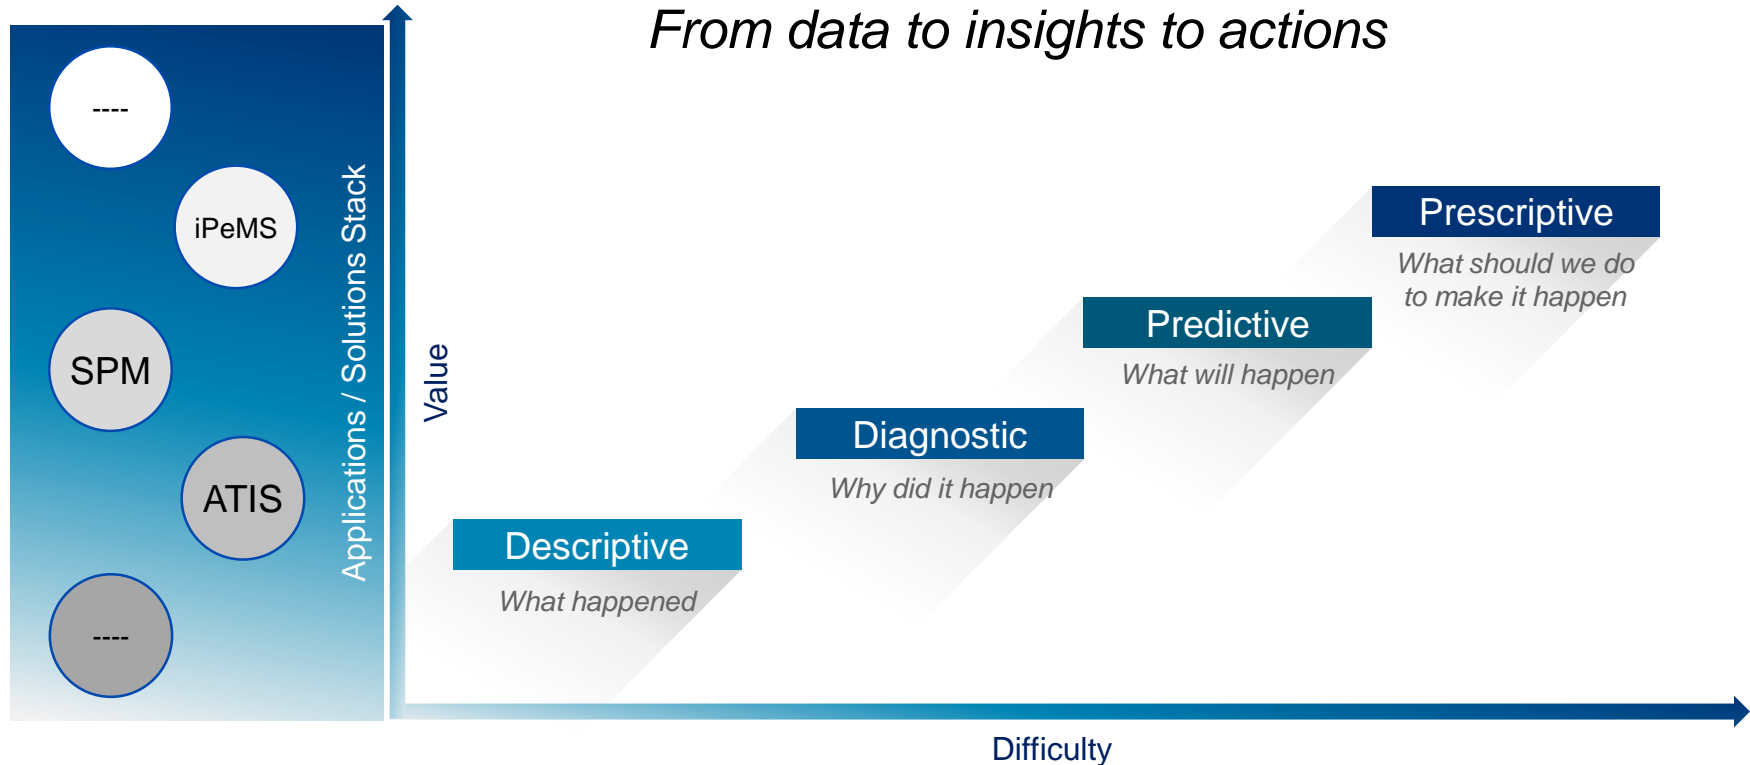 From data to insights to actions
----
iPeMS
SPM
ATIS
----
Applications / Solutions Stack
Value
Prescriptive
What should we do
to make it happen
Predictive
What will happen
Diagnostic
Why did it happen
Descriptive
What happened
Difficulty